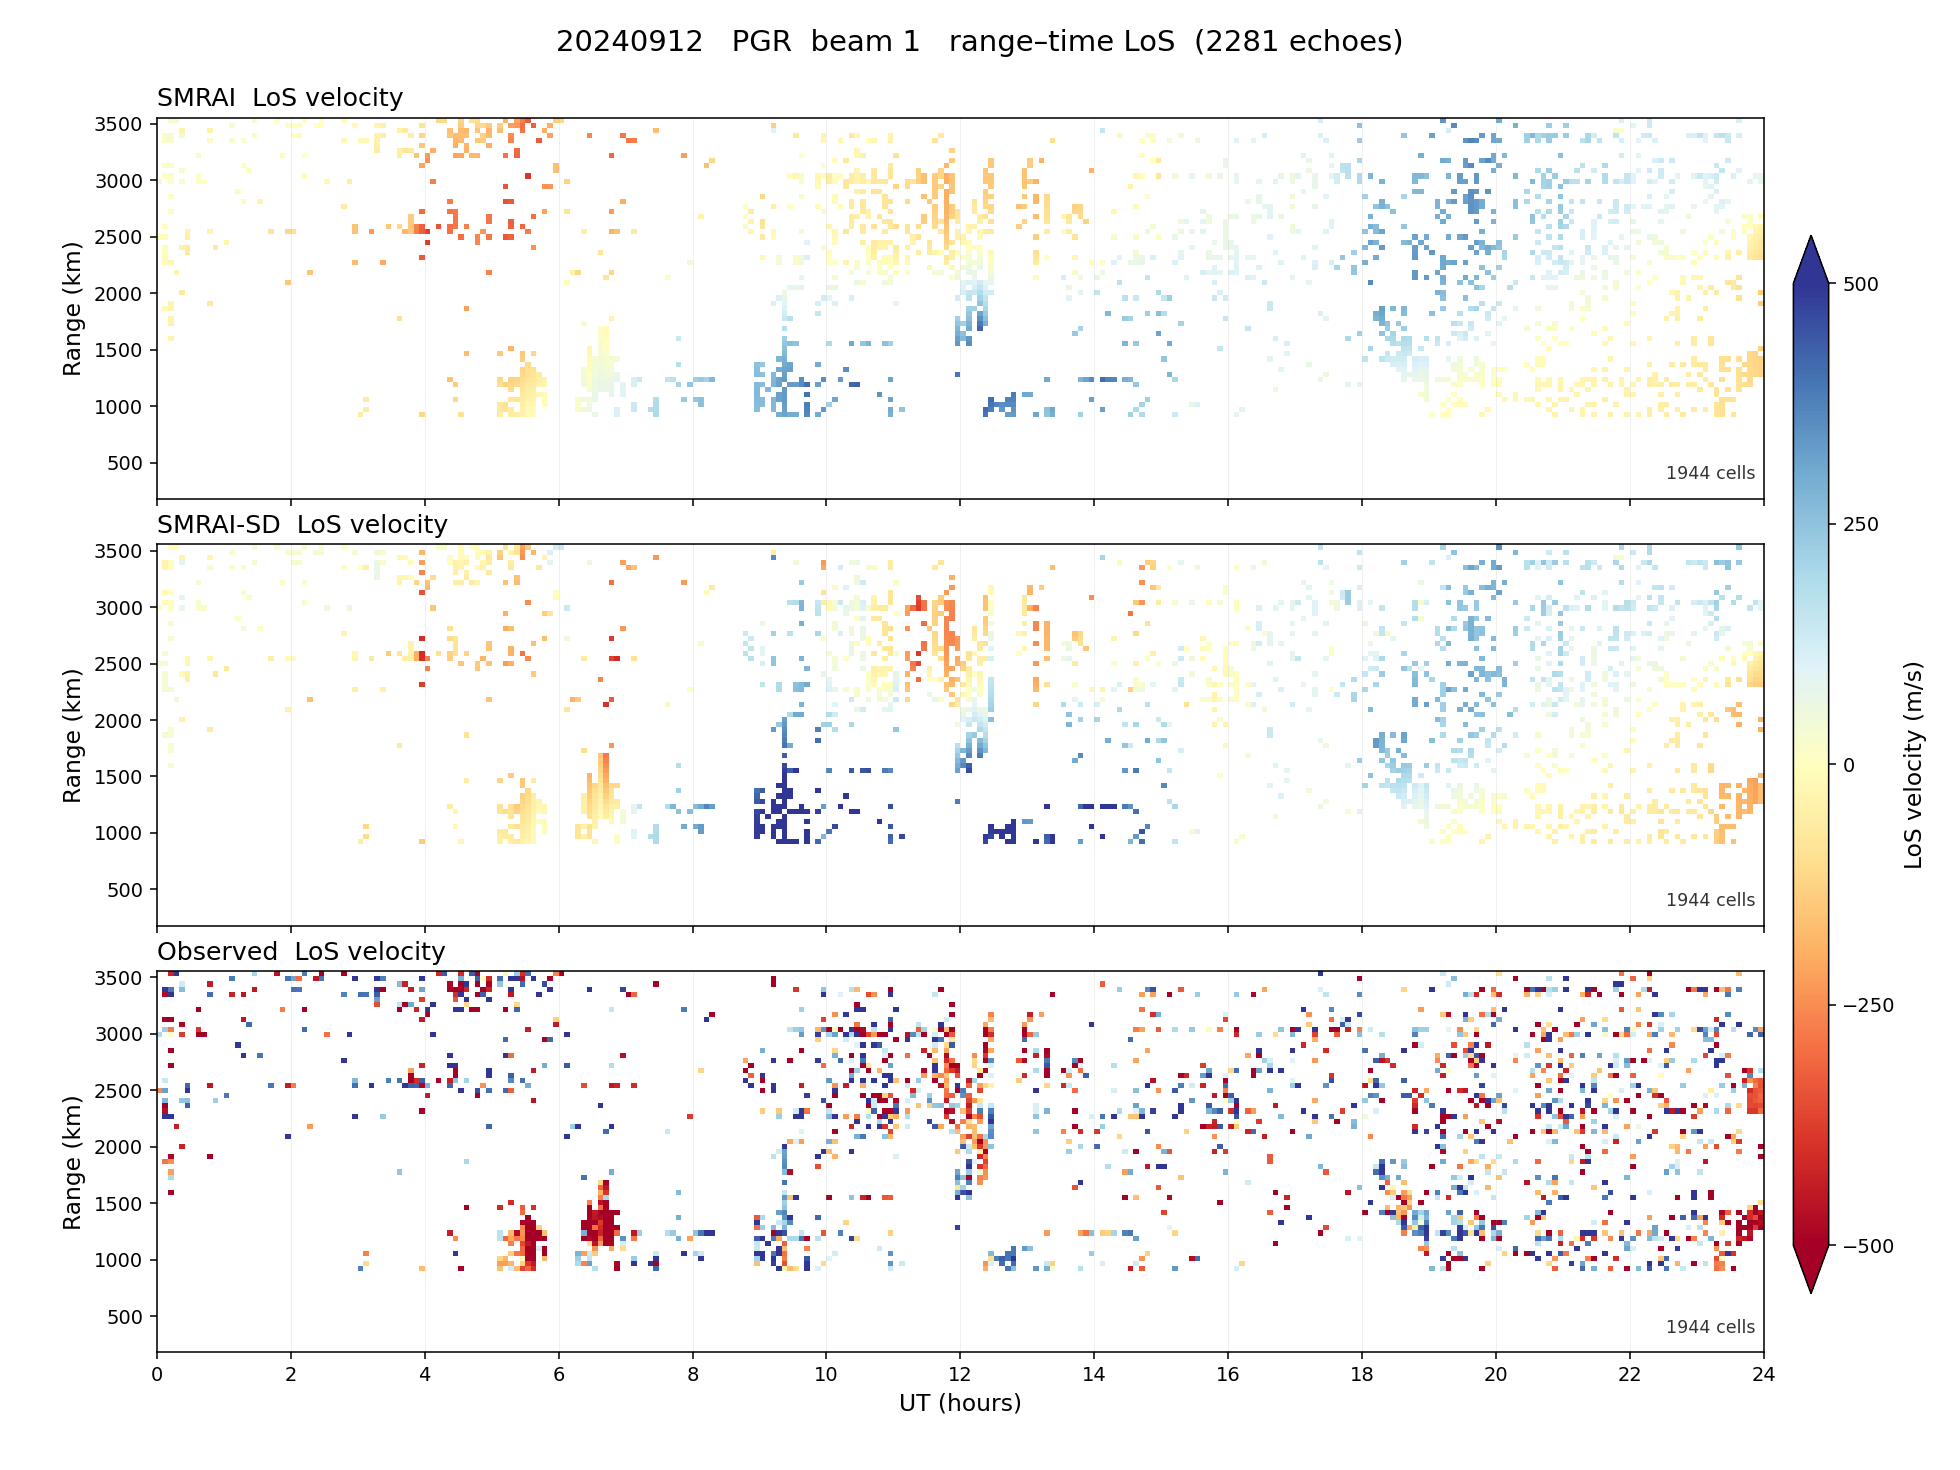 20240912   PGR  beam 1   range–time LoS  (2281 echoes)
SMRAI  LoS velocity
3500
3000
2500
2000
1500
1000
500
Range (km)
1944 cells
SMRAI-SD  LoS velocity
3500
3000
2500
2000
1500
1000
500
Range (km)
1944 cells
Observed  LoS velocity
3500
3000
2500
2000
1500
1000
500
Range (km)
1944 cells
0 2 4 6 8 10 12 14 16 18 20 22 24
UT (hours)
500
250
0
−250
−500
LoS velocity (m/s)